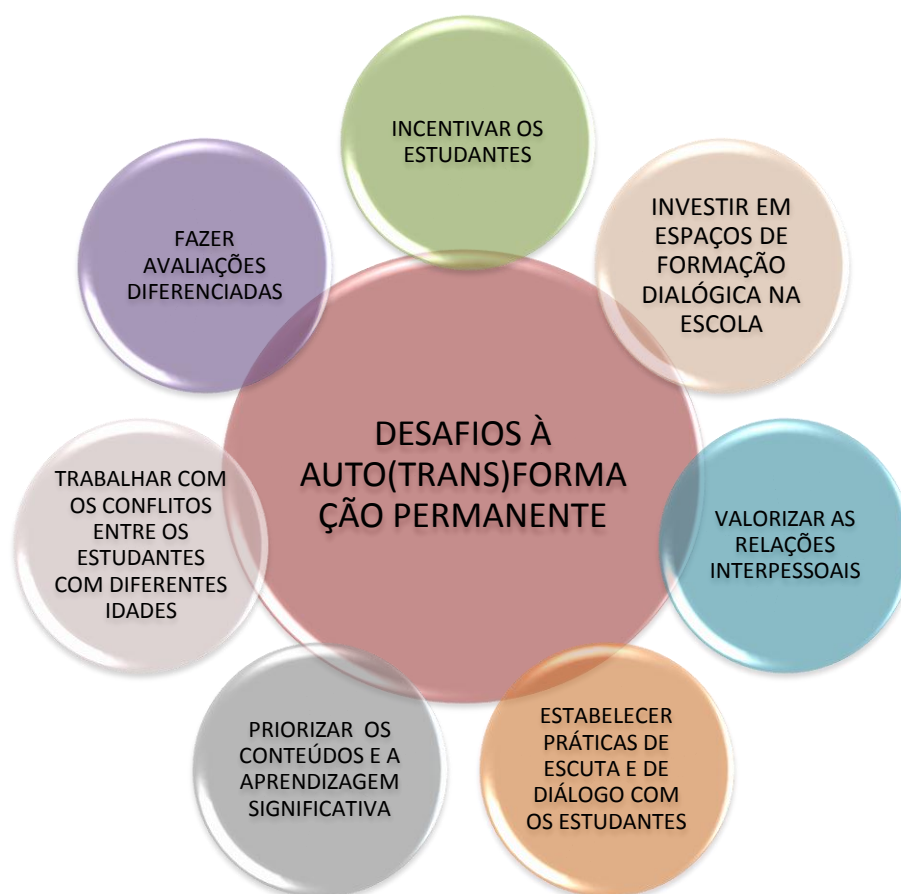 INCENTIVAR OS
ESTUDANTES
INVESTIR EM
ESPAÇOS DE
FORMAÇÃO
DIALÓGICA NA
ESCOLA
VALORIZAR AS
RELAÇÕES
INTERPESSOAIS
ESTABELECER
PRÁTICAS DE
ESCUTA E DE
DIÁLOGO COM
OS ESTUDANTES
PRIORIZAR OS
CONTEÚDOS E A
APRENDIZAGEM
SIGNIFICATIVA
TRABALHAR COM
OS CONFLITOS
ENTRE OS
ESTUDANTES
COM DIFERENTES
IDADES
FAZER
AVALIAÇÕES
DIFERENCIADAS
DESAFIOS À
AUTO(TRANS)FORMA
ÇÃO PERMANENTE